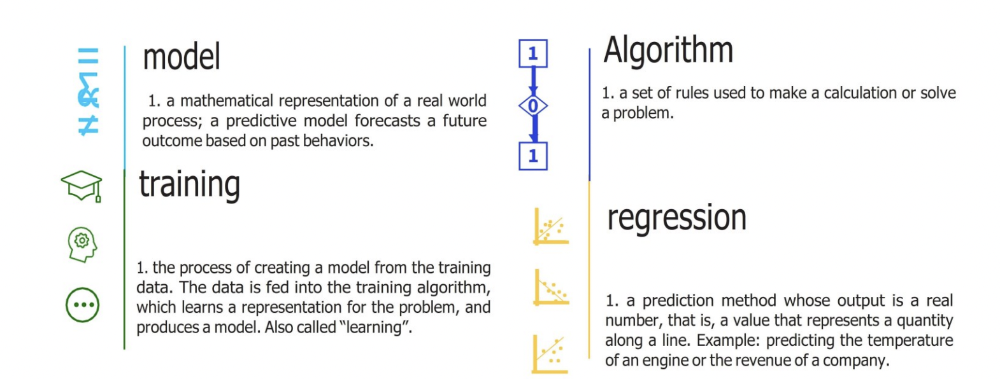 model
1. a mathematical representation of a real world
process; a predictive model forecasts a future
outcome based on past behaviors.
training
1. the process of creating a model from the training
data. The data is fed into the training algorithm,
which learns a representation for the problem, and
produces a model. Also called “learning”.
1
0
1
Algorithm
1. a set of rules used to make a calculation or solve
a problem.
regression
1. a prediction method whose output is a real
number, that is, a value that represents a quantity
along a line. Example: predicting the temperature
of an engine or the revenue of a company.